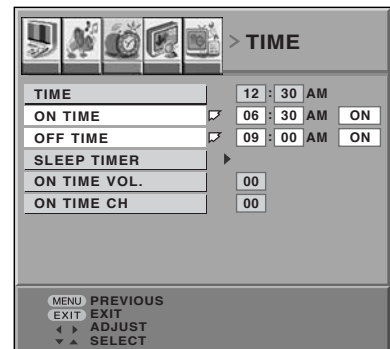 > TIME
TIME 12 : 30 AM
ON TIME 06 : 30 AM ON
OFF TIME 09 : 00 AM ON
SLEEP TIMER
ON TIME VOL. 00
ON TIME CH 00
MENU PREVIOUS
EXIT EXIT
ADJUST
SELECT